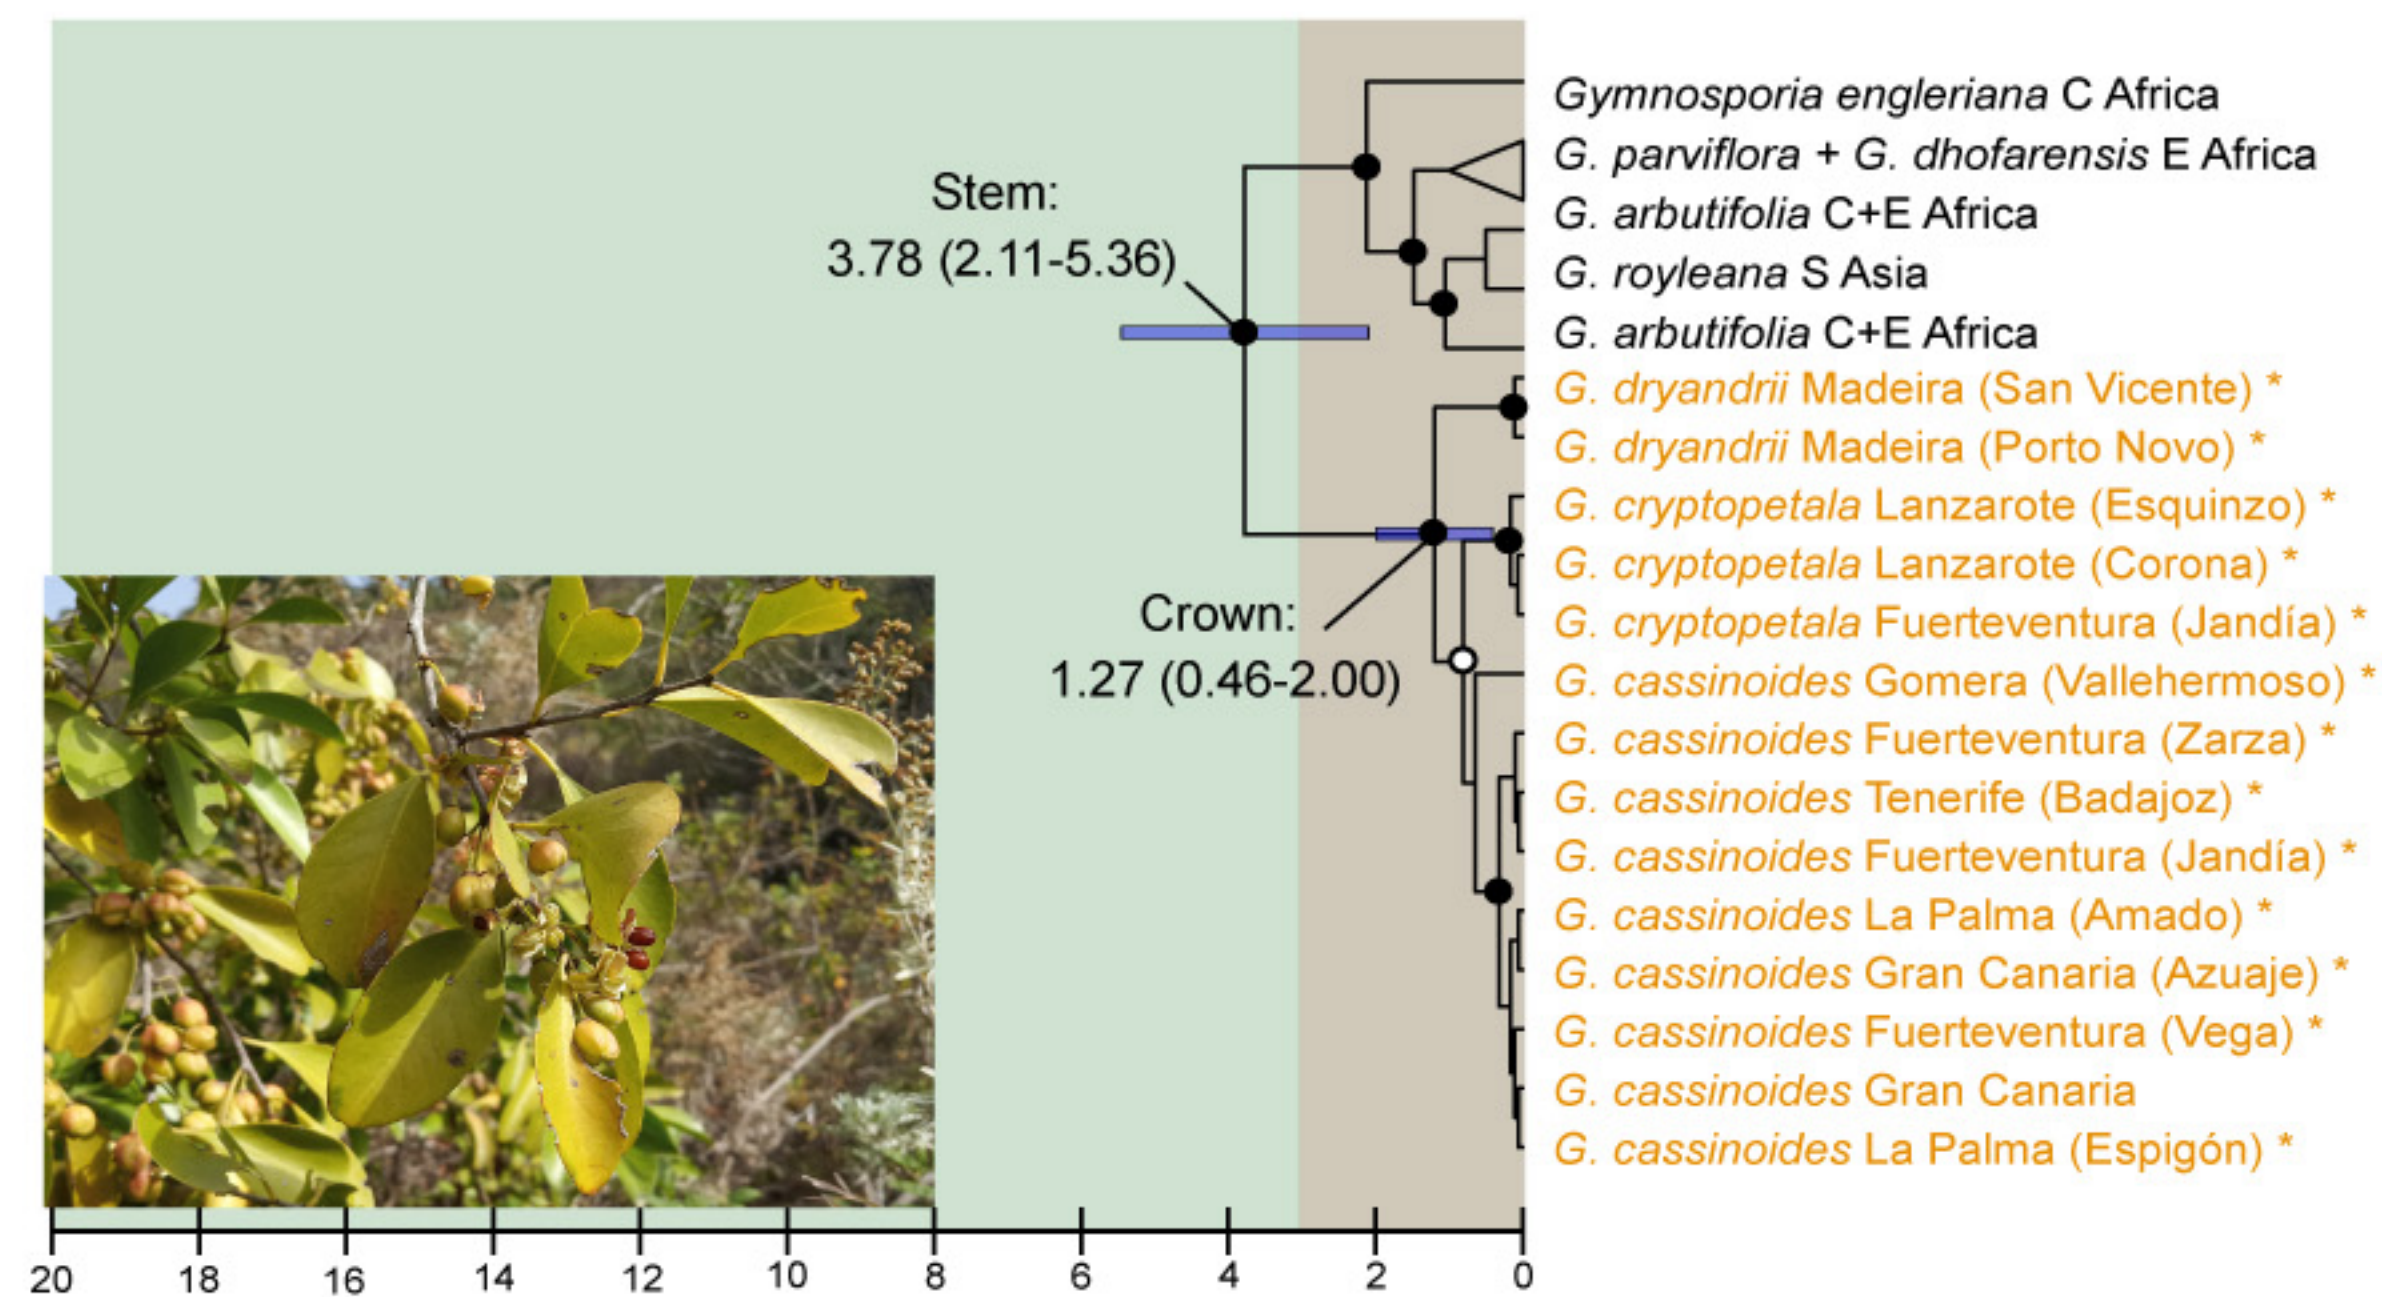 Gymnosporia engleriana C Africa
G. parviflora + G. dhofarensis E Africa
Stem:
3.78 (2.11-5.36)
G. arbutifolia C+E Africa
G. royleana S Asia
G. arbutifolia C+E Africa
G. dryandrii Madeira (San Vicente) *
G. dryandrii Madeira (Porto Novo) *
G. cryptopetala Lanzarote (Esquinzo) *
G. cryptopetala Lanzarote (Corona) *
G. cryptopetala Fuerteventura (Jandía) *
Crown:
1.27 (0.46-2.00)
G. cassinoides Gomera (Vallehermoso) *
G. cassinoides Fuerteventura (Zarza) *
G. cassinoides Tenerife (Badajoz) *
G. cassinoides Fuerteventura (Jandía) *
G. cassinoides La Palma (Amado) *
G. cassinoides Gran Canaria (Azuaje) *
G. cassinoides Fuerteventura (Vega) *
G. cassinoides Gran Canaria
G. cassinoides La Palma (Espigón) *
20 18 16 14 12 10 8 6 4 2 0